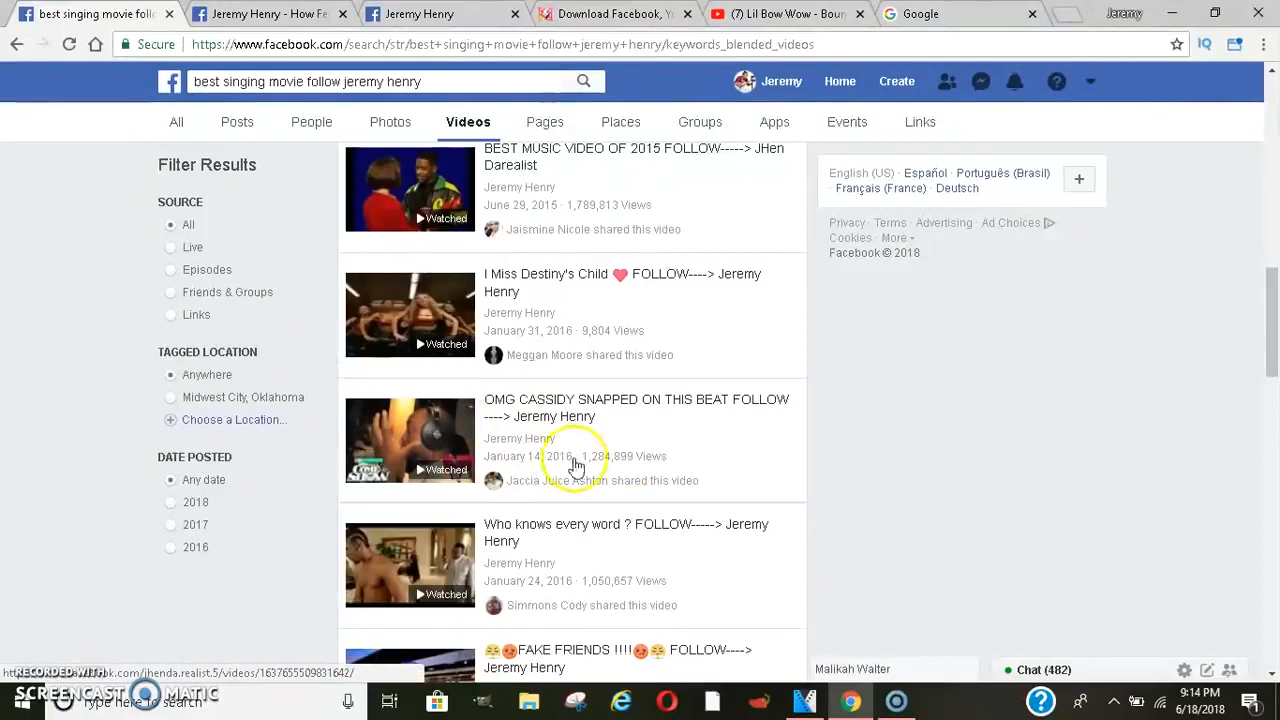 best singing movie follow
Jeremy Henry - How Fe
Jeremy Henry
Download Facebook, Yo
(7) Lil Bow Wow - Boun
Google
Jeremy
Secure
https://www.facebook.com/search/str/best+singing+movie+follow+jeremy+henry/keywords_blended_videos
best singing movie follow jeremy henry
Jeremy
Home
Create
All
Posts
People
Photos
Videos
Pages
Places
Groups
Apps
Events
Links
Filter Results
SOURCE
All
Live
Episodes
Friends & Groups
Links
TAGGED LOCATION
Anywhere
Midwest City, Oklahoma
Choose a Location...
DATE POSTED
Any date
2018
2017
2016
BEST MUSIC VIDEO OF 2015 FOLLOW-----> JHen
Darealist
Jeremy Henry
June 29, 2015 · 1,789,813 Views
Jaismine Nicole shared this video
Watched
I Miss Destiny's Child ❤ FOLLOW----> Jeremy
Henry
Jeremy Henry
January 31, 2016 · 9,804 Views
Meggan Moore shared this video
Watched
OMG CASSIDY SNAPPED ON THIS BEAT FOLLOW
----> Jeremy Henry
Jeremy Henry
January 14, 2016 · 1,284,899 Views
Jaccia Juice Ashton shared this video
Watched
Who knows every word ? FOLLOW-----> Jeremy
Henry
Jeremy Henry
January 24, 2016 · 1,050,657 Views
Simmons Cody shared this video
Watched
FAKE FRIENDS !!!! FOLLOW---->
Jeremy Henry
English (US) · Español · Português (Brasil)
· Français (France) · Deutsch
Privacy · Terms · Advertising · Ad Choices ·
Cookies · More
Facebook © 2018
Malikah Walter
Chat (482)
RECORDED WITH
SCREENCAST MATIC
Type here to search
9:14 PM
6/18/2018